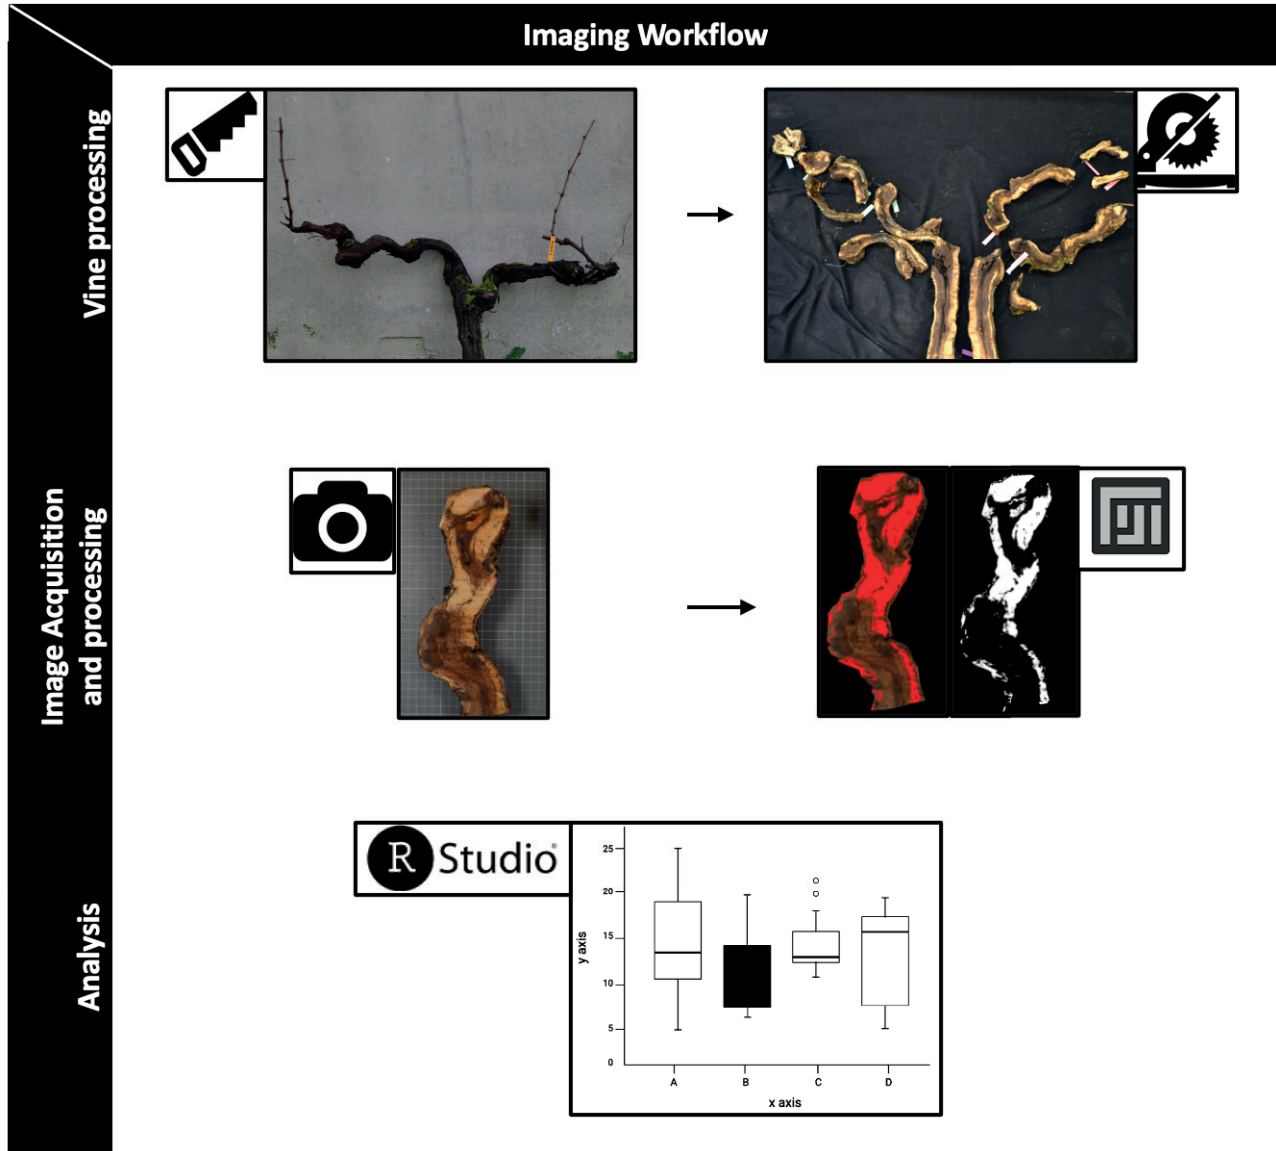 Imaging Workflow
Vine processing
Image Acquisition
and processing
R Studio®
25
20
15
10
5
0
y axis
A B C D
x axis
Analysis